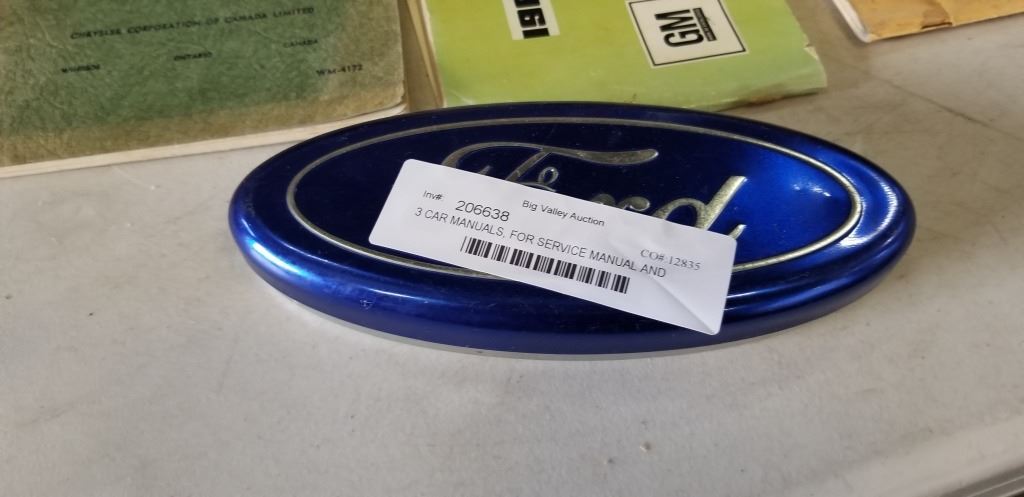 CHRYSLER CORPORATION OF CANADA LIMITED
WINDSOR ONTARIO CANADA
WM-4172
GM
Ford
Inv#: 206638 Big Valley Auction
CO# 12835
3 CAR MANUALS, FOR SERVICE MANUAL AND